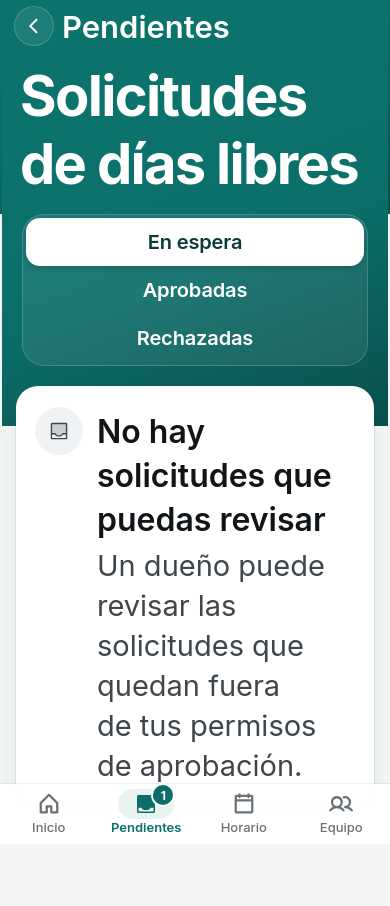 Pendientes
Solicitudes
de días libres
En espera
Aprobadas
Rechazadas
No hay
solicitudes que
puedas revisar
Un dueño puede
revisar las
solicitudes que
quedan fuera
de tus permisos
de aprobación.
1
Inicio
Pendientes
Horario
Equipo